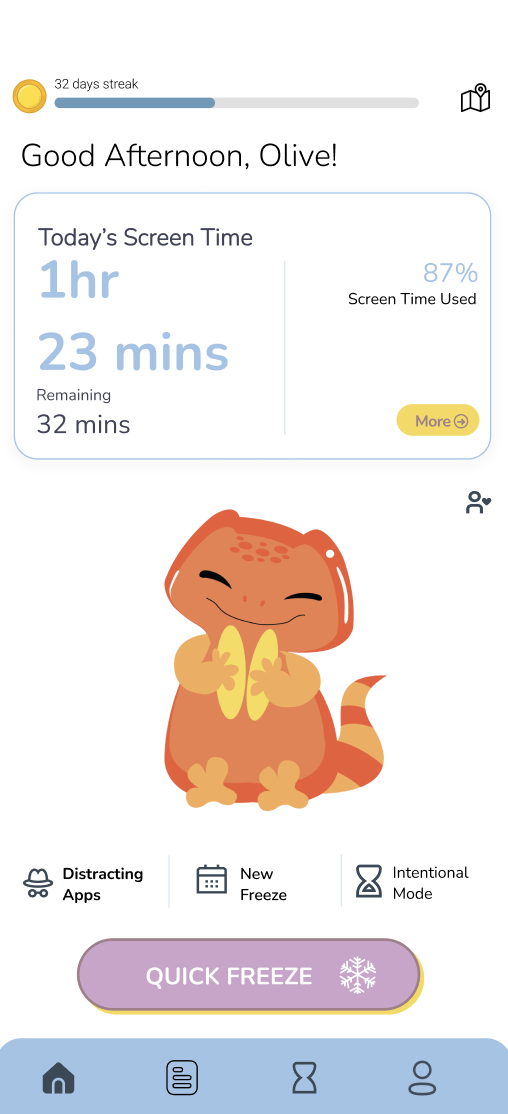 32 days streak
Good Afternoon, Olive!
Today's Screen Time
1hr
23 mins
Remaining
32 mins
87%
Screen Time Used
More
Distracting
Apps
New
Freeze
Intentional
Mode
QUICK FREEZE